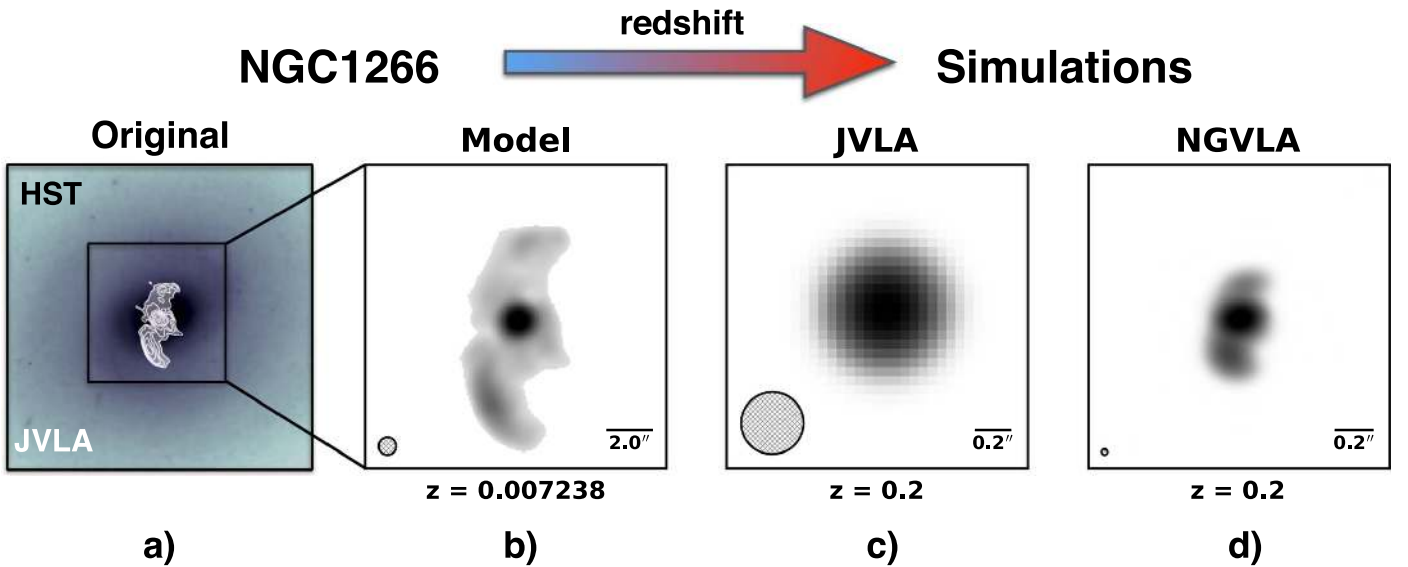 redshift
NGC1266
Simulations
Original
Model
JVLA
NGVLA
HST
JVLA
2.0″
0.2″
0.2″
z = 0.007238
z = 0.2
z = 0.2
a)
b)
c)
d)